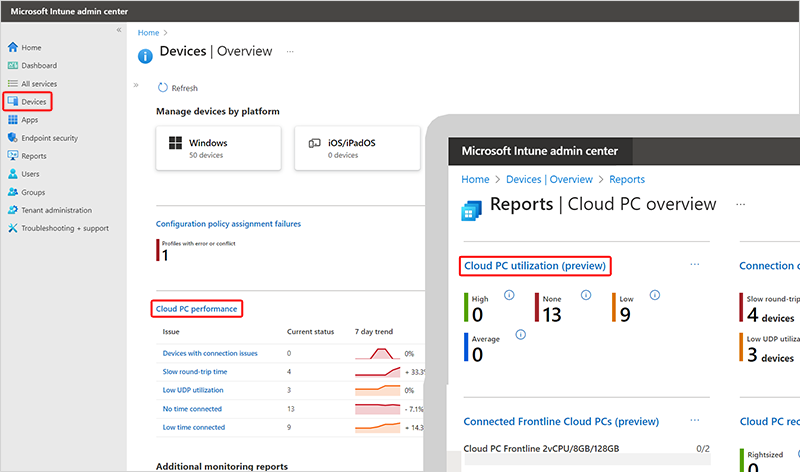 Microsoft Intune admin center
«
Home
Dashboard
All services
Devices
Apps
Endpoint security
Reports
Users
Groups
Tenant administration
Troubleshooting + support
Home >
Devices | Overview ...
» Refresh
Manage devices by platform
Windows
50 devices
iOS/iPadOS
0 devices
Configuration policy assignment failures
Profiles with error or conflict
1
Cloud PC performance
Issue Current status 7 day trend
Devices with connection issues 0 0%
Slow round-trip time 4 + 33.3
Low UDP utilization 3 0%
No time connected 13 - 7.1%
Low time connected 9 + 14.3
Additional monitoring reports
Microsoft Intune admin center
Home > Devices | Overview > Reports
Reports | Cloud PC overview ...
Cloud PC utilization (preview) ...
High
0
None
13
Low
9
Average
0
Connection
Slow round-trip
4 devices
Low UDP
3 devices
Connected Frontline Cloud PCs (preview) ...
Cloud PC Frontline 2vCPU/8GB/128GB 0/2
Cloud PC
Rightsized